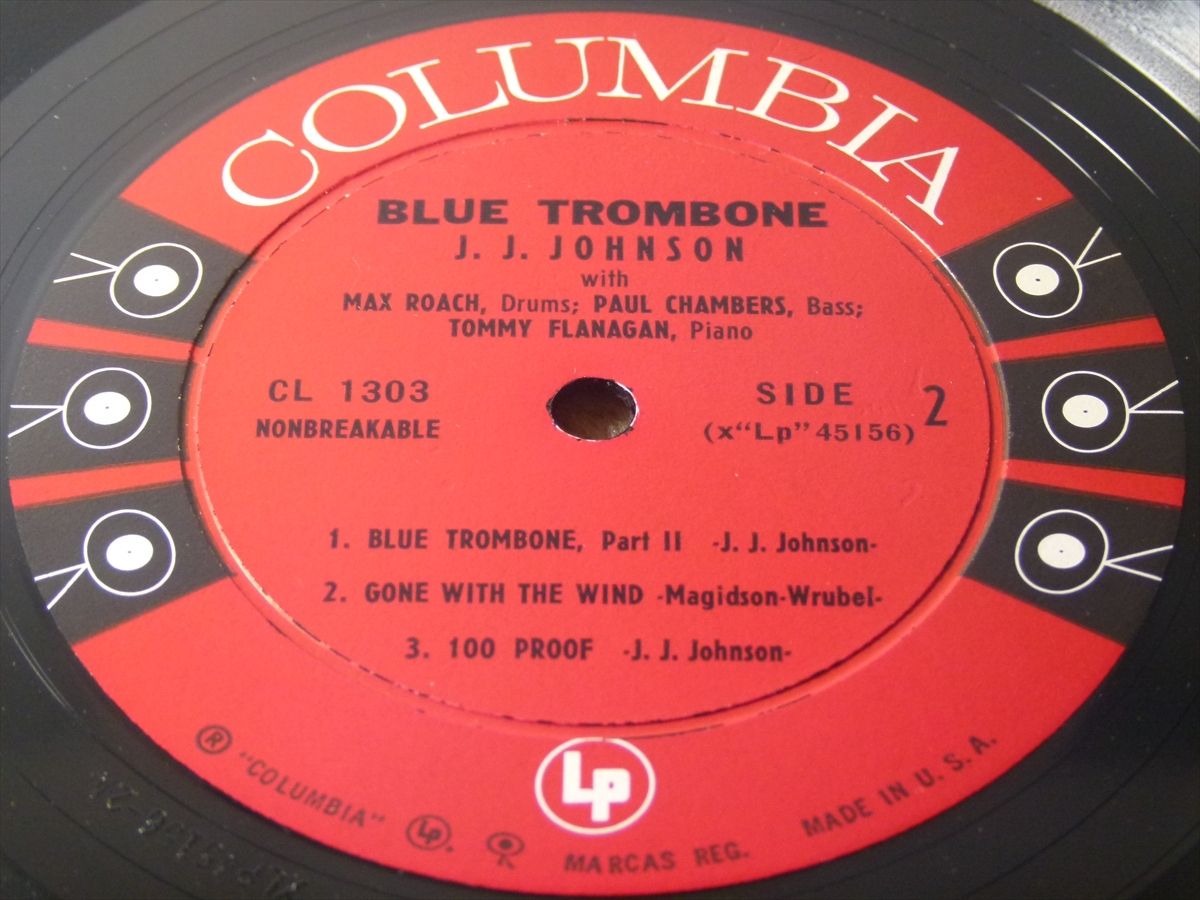 COLUMBIA
BLUE TROMBONE
J. J. JOHNSON
with
MAX ROACH, Drums; PAUL CHAMBERS, Bass;
TOMMY FLANAGAN, Piano
CL 1303
NONBREAKABLE
SIDE 2
(x“Lp”45156)
1. BLUE TROMBONE, Part II -J. J. Johnson-
2. GONE WITH THE WIND -Magidson-Wrubel-
3. 100 PROOF -J. J. Johnson-
Lp
® “COLUMBIA” Lp. MARCAS REG. MADE IN U. S. A.